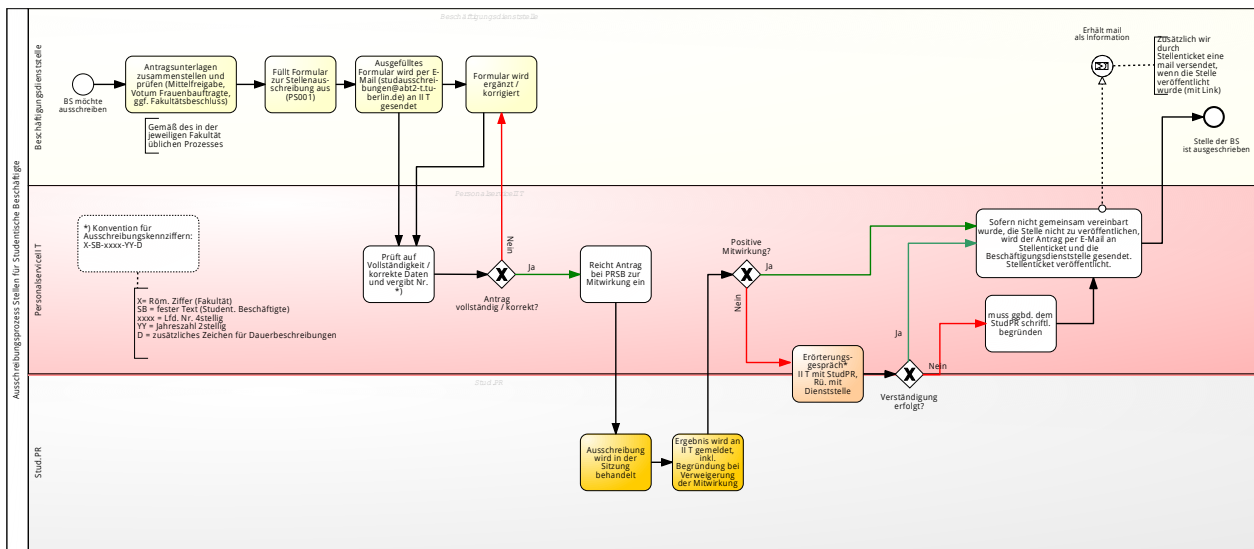 Ausschreibungsprozess Stellen für Studentische Beschäftigte
Beschäftigungsdienststelle
Beschäftigungsdienststelle
BS möchte
ausschreiben
Antragsunterlagen
zusammenstellen und
prüfen (Mittelfreigabe,
Votum Frauenbauftragte,
ggf. Fakultätsbeschluss)
Gemäß des in der
jeweiligen Fakultät
üblichen Prozesses
Füllt Formular
zur Stellenaus-
schreibung aus
(PS001)
Ausgefülltes
Formular wird per E-
Mail (studausschrei-
bungen@abt2-t.tu-
berlin.de) an II T
gesendet
Formular wird
ergänzt /
korrigiert
Erhält mail
als Information
Zusätzlich wir
durch
Stellenticket eine
mail versendet,
wenn die Stelle
veröffentlicht
wurde (mit Link)
Stelle der BS
ist ausgeschrieben
PersonalserviceII T
PersonalserviceII T
*) Konvention für
Ausschreibungskennziffern:
X-SB-xxxx-YY-D
X= Röm. Ziffer (Fakultät)
SB = fester Text (Student. Beschäftigte)
xxxx = Lfd. Nr. 4stellig
YY = Jahreszahl 2stellig
D = zusätzliches Zeichen für Dauerbeschreibungen
Prüft auf
Vollständigkeit /
korrekte Daten
und vergibt Nr.
*)
Nein
Ja
Antrag
vollständig / korrekt?
Reicht Antrag
bei PRSB zur
Mitwirkung ein
Positive
Mitwirkung?
Ja
Nein
Erörterungs-
gespräch*
II T mit StudPR,
Rü. mit
Dienststelle
Ja
Nein
Verständigung
erfolgt?
muss ggbd. dem
StudPR schriftl.
begründen
Sofern nicht gemeinsam vereinbart
wurde, die Stelle nicht zu veröffentlichen,
wird der Antrag per E-Mail an
Stellenticket und die
Beschäftigungsdienststelle gesendet.
Stellenticket veröffentlicht.
Stud.PR
Stud.PR
Ausschreibung
wird in der
Sitzung
behandelt
Ergebnis wird an
II T gemeldet,
inkl.
Begründung bei
Verweigerung
der Mitwirkung